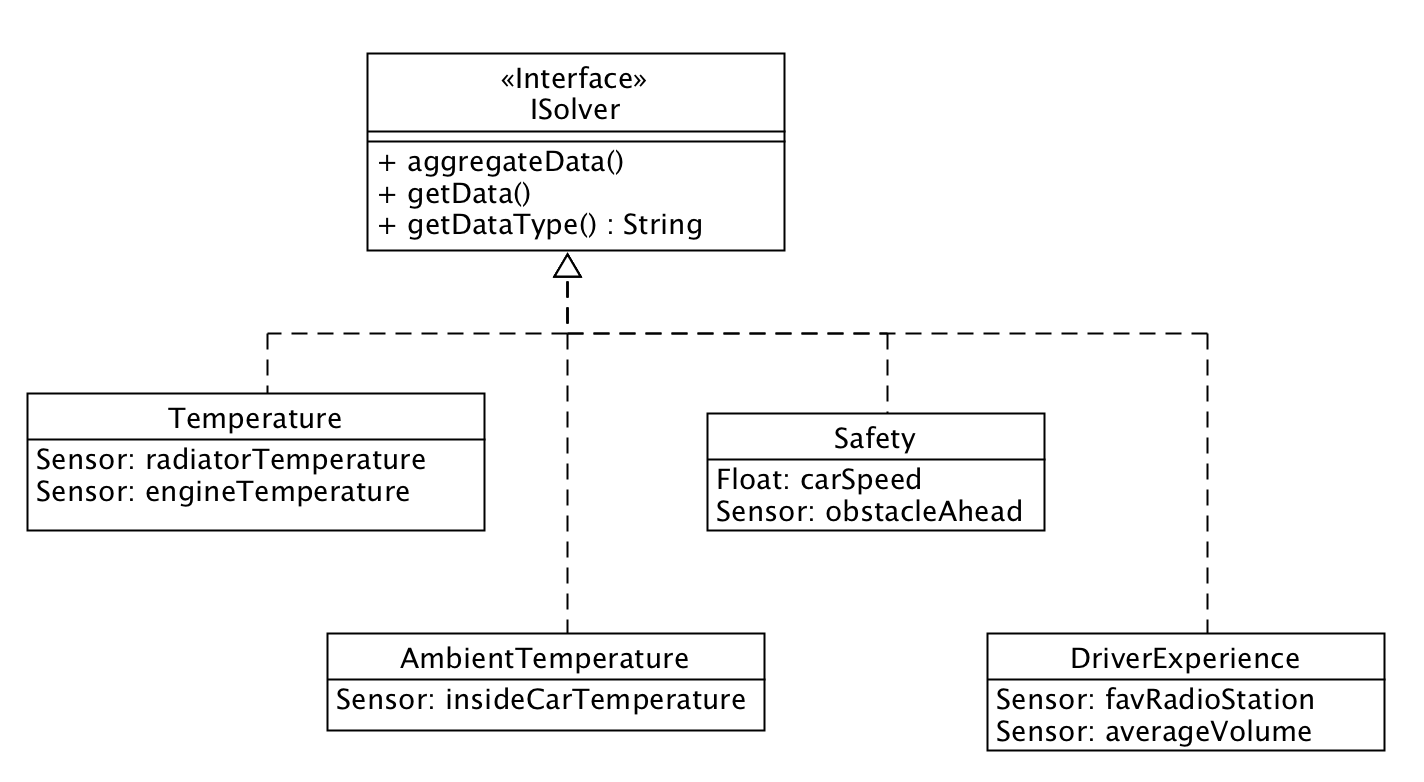 «Interface»
ISolver
+ aggregateData()
+ getData()
+ getDataType() : String
Temperature
Sensor: radiatorTemperature
Sensor: engineTemperature
Safety
Float: carSpeed
Sensor: obstacleAhead
AmbientTemperature
Sensor: insideCarTemperature
DriverExperience
Sensor: favRadioStation
Sensor: averageVolume